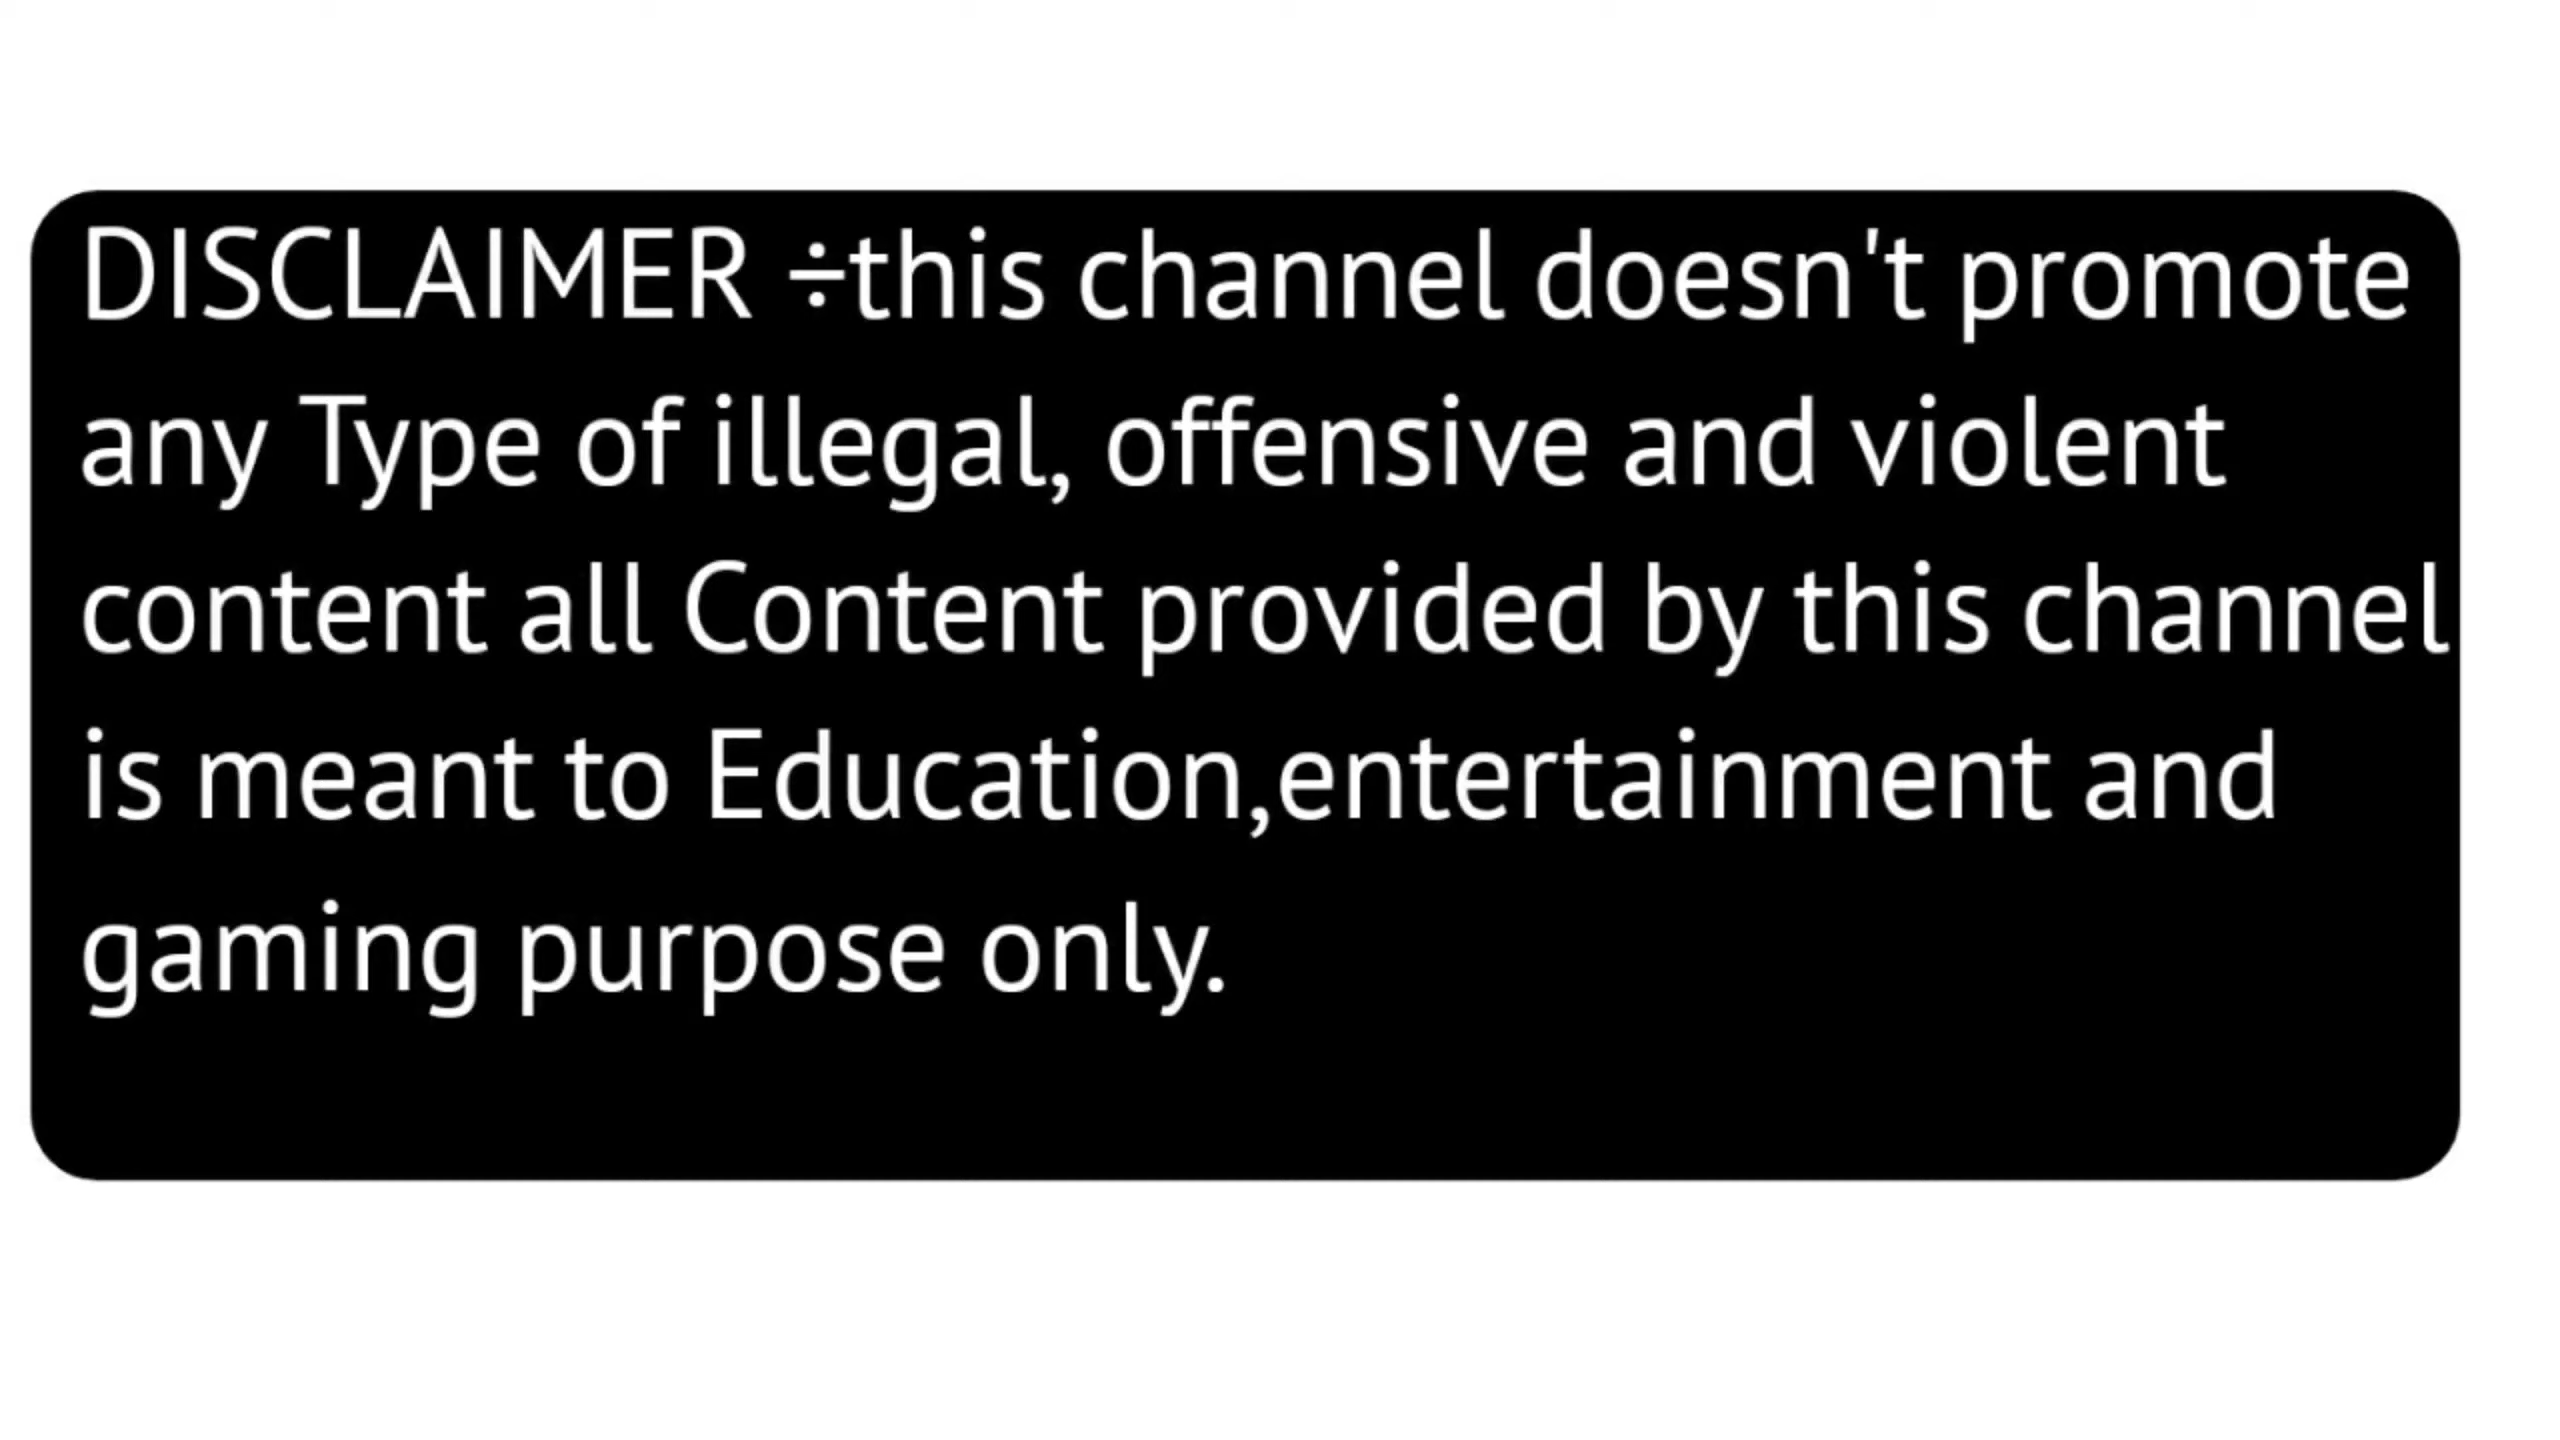 DISCLAIMER ÷this channel doesn't promote
any Type of illegal, offensive and violent
content all Content provided by this channel
is meant to Education,entertainment and
gaming purpose only.